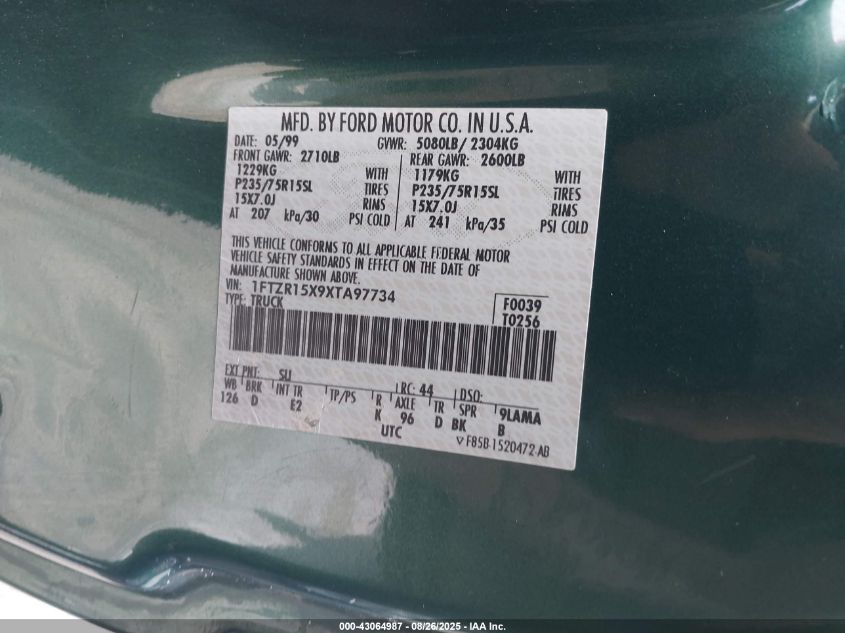 MFD. BY FORD MOTOR CO. IN U.S.A.
DATE: 05/99 GVWR: 5080LB/ 2304KG
FRONT GAWR: 2710LB REAR GAWR: 2600LB
1229KG WITH 1179KG WITH
P235/75R15SL TIRES P235/75R15SL TIRES
15X7.0J RIMS 15X7.0J RIMS
AT 207 kPa/30 PSI COLD AT 241 kPa/35 PSI COLD
THIS VEHICLE CONFORMS TO ALL APPLICABLE FEDERAL MOTOR
VEHICLE SAFETY STANDARDS IN EFFECT ON THE DATE OF
MANUFACTURE SHOWN ABOVE.
VIN: 1FTZR15X9XTA97734 F0039
TYPE: TRUCK T0256
EXT PNT: SU RC: 44 DSO:
WB BRK INT TR TP/PS R AXLE TR SPR 9LAMA
126 D E2 K 96 D BK B
UTC
F85B-1520472-AB
000-43064987 - 08/26/2025 - IAA Inc.